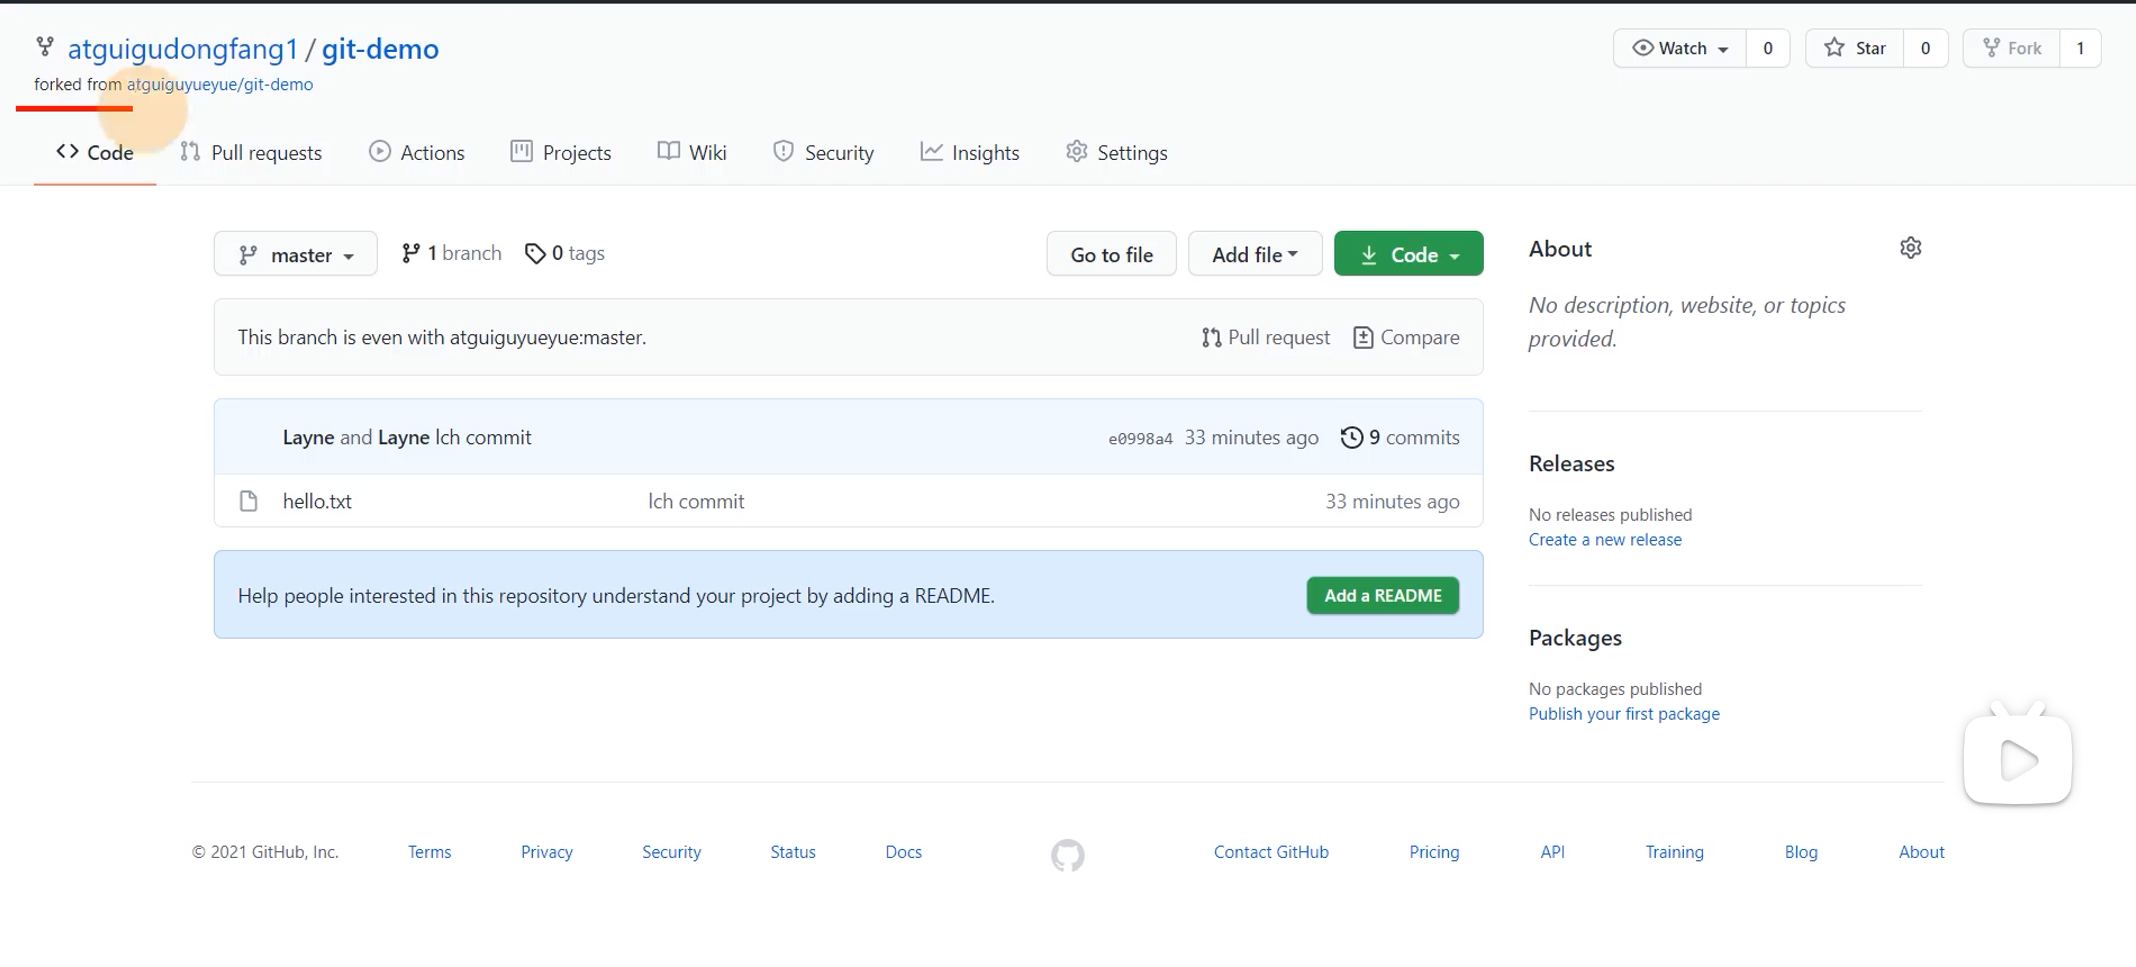 atguigudongfang1 / git-demo
Watch 0 Star 0 Fork 1
forked from atguiguyueyue/git-demo
Code Pull requests Actions Projects Wiki Security Insights Settings
master 1 branch 0 tags Go to file Add file Code
About
No description, website, or topics
provided.
This branch is even with atguiguyueyue:master. Pull request Compare
Layne and Layne lch commit e0998a4 33 minutes ago 9 commits
hello.txt lch commit 33 minutes ago
Help people interested in this repository understand your project by adding a README. Add a README
Releases
No releases published
Create a new release
Packages
No packages published
Publish your first package
© 2021 GitHub, Inc. Terms Privacy Security Status Docs Contact GitHub Pricing API Training Blog About